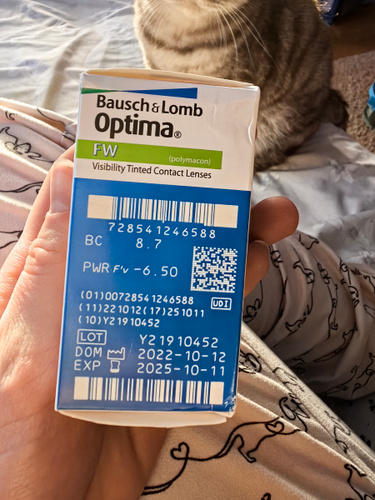 Bausch & Lomb
Optima®
FW (polymacon)
Visibility Tinted Contact Lenses
728541246588
BC 8.7
PWR F'v -6.50
(01)00728541246588 UDI
(11)221012(17)251011
(10)Y21910452
LOT Y21910452
DOM 2022-10-12
EXP 2025-10-11